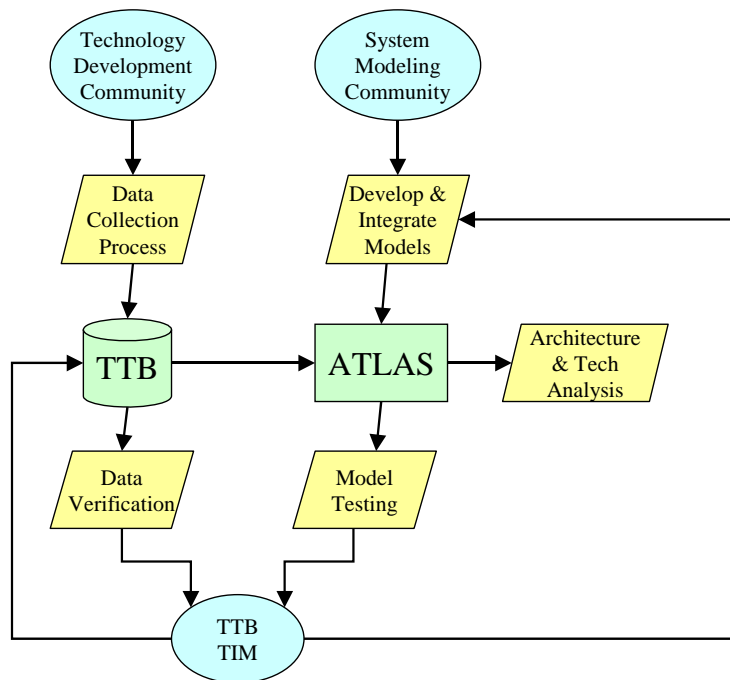 Technology
Development
Community
System
Modeling
Community
Data
Collection
Process
Develop &
Integrate
Models
TTB
ATLAS
Architecture
& Tech
Analysis
Data
Verification
Model
Testing
TTB
TIM